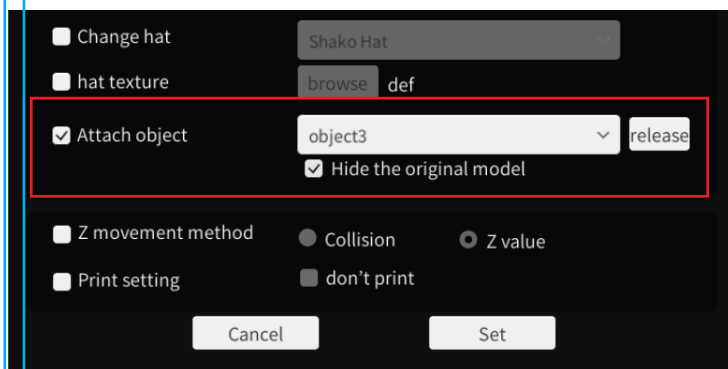 Change hat Shako Hat
hat texture browse def
Attach object object3 release
Hide the original model
Z movement method Collision Z value
Print setting don't print
Cancel Set